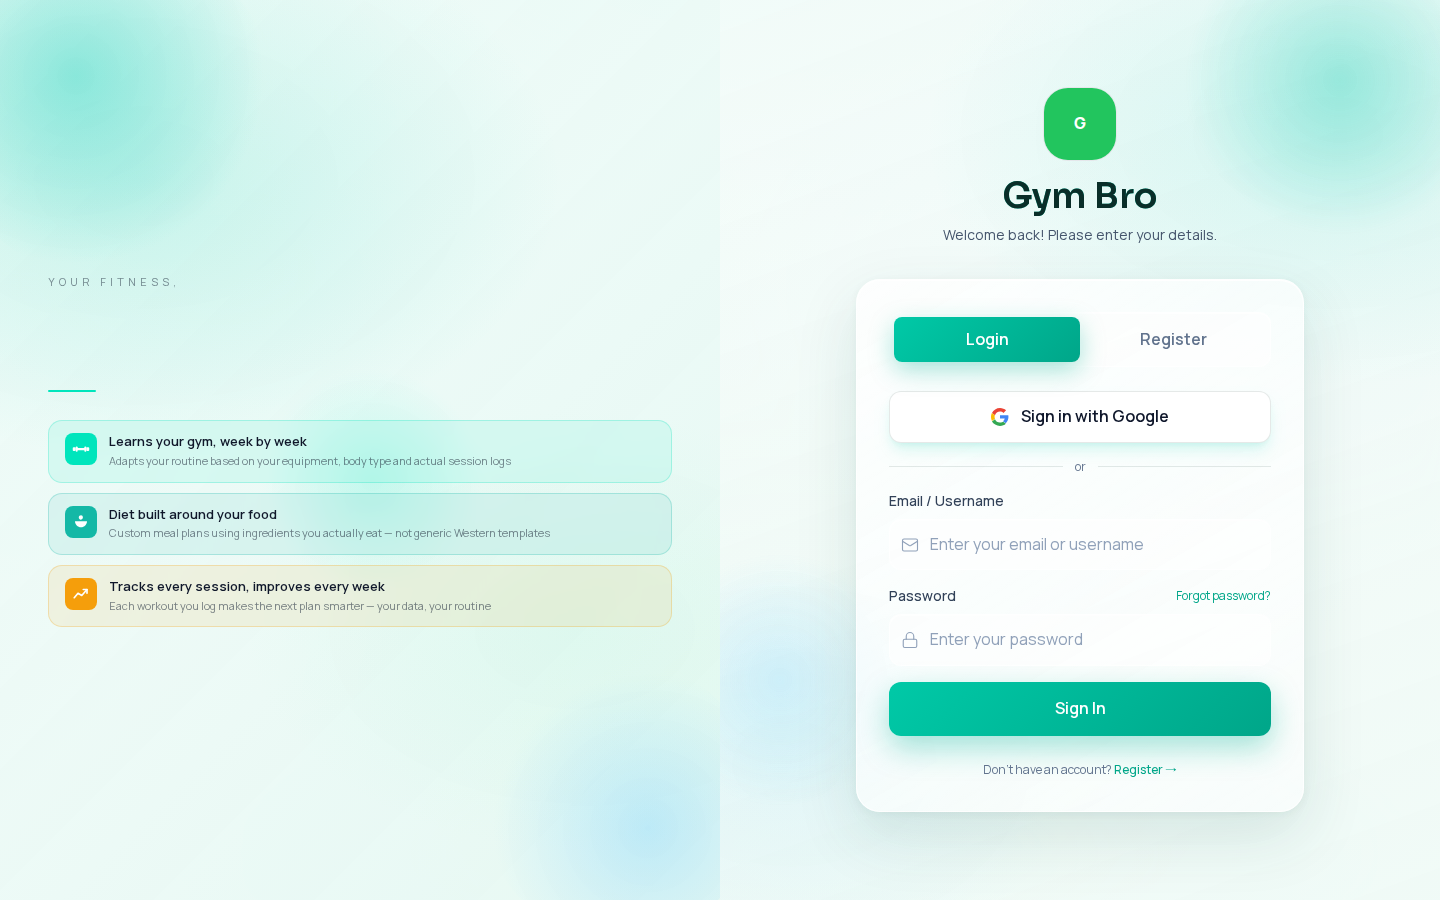 YOUR FITNESS,
Learns your gym, week by week
Adapts your routine based on your equipment, body type and actual session logs
Diet built around your food
Custom meal plans using ingredients you actually eat — not generic Western templates
Tracks every session, improves every week
Each workout you log makes the next plan smarter — your data, your routine
G
Gym Bro
Welcome back! Please enter your details.
Login
Register
Sign in with Google
or
Email / Username
Enter your email or username
Password
Forgot password?
Enter your password
Sign In
Don't have an account? Register →